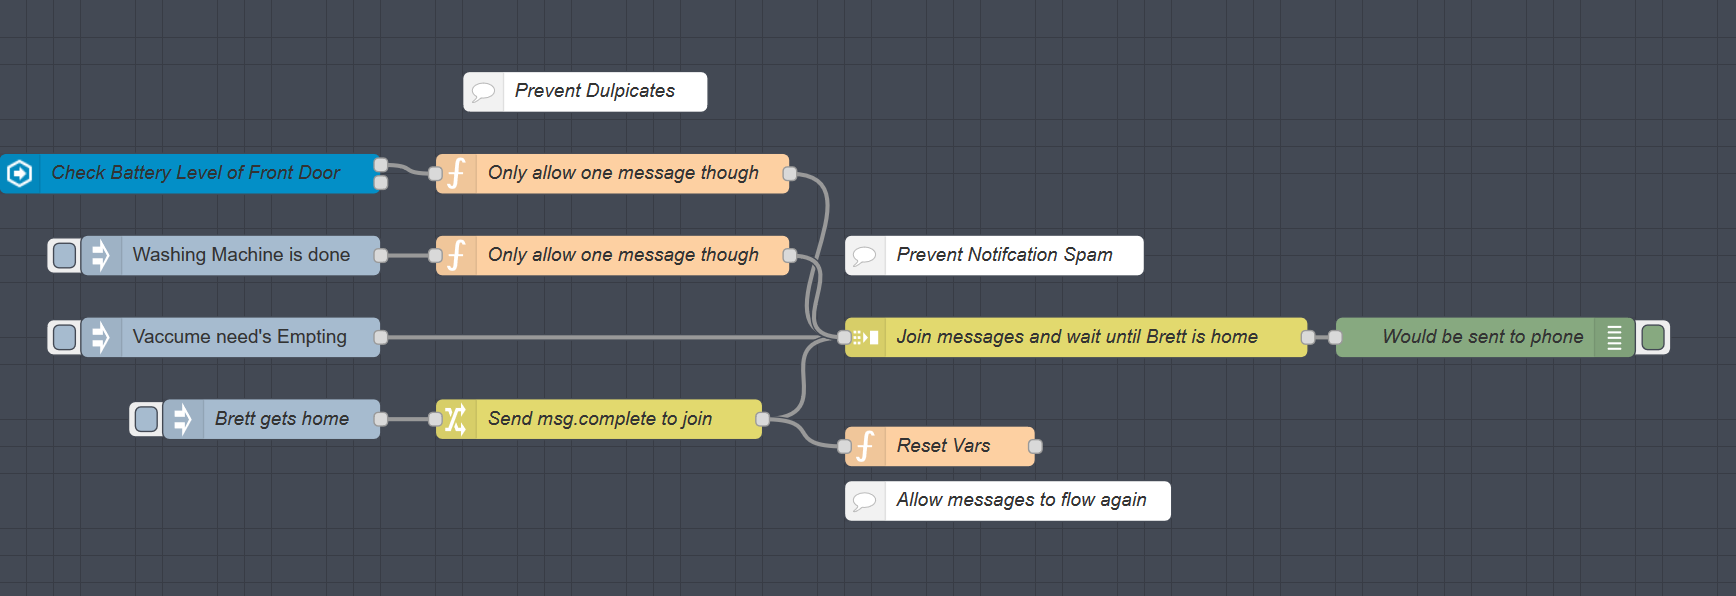 Prevent Dulpicates
Check Battery Level of Front Door
Only allow one message though
Washing Machine is done
Only allow one message though
Prevent Notifcation Spam
Vaccume need's Empting
Join messages and wait until Brett is home
Would be sent to phone
Brett gets home
Send msg.complete to join
Reset Vars
Allow messages to flow again